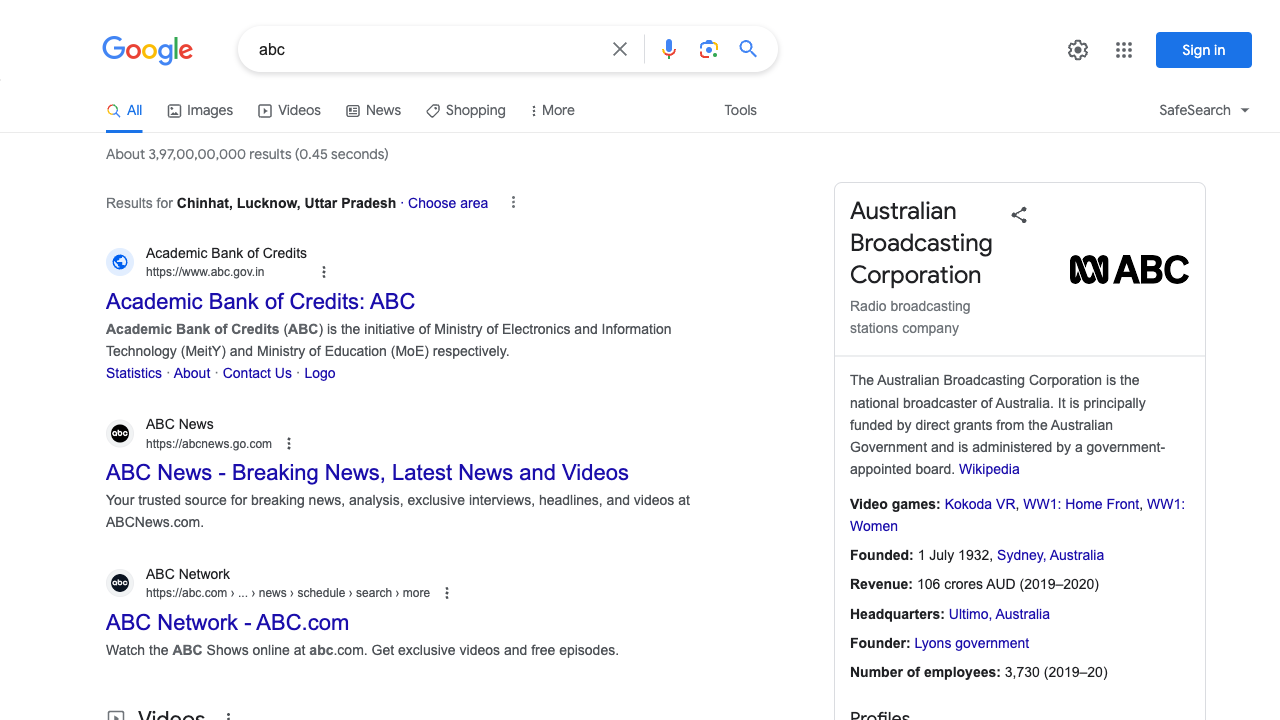 Google
abc
Sign in
All
Images
Videos
News
Shopping
More
Tools
SafeSearch
About 3,97,00,00,000 results (0.45 seconds)
Results for Chinhat, Lucknow, Uttar Pradesh · Choose area
Academic Bank of Credits
https://www.abc.gov.in
Academic Bank of Credits: ABC
Academic Bank of Credits (ABC) is the initiative of Ministry of Electronics and Information
Technology (MeitY) and Ministry of Education (MoE) respectively.
Statistics · About · Contact Us · Logo
abc
ABC News
https://abcnews.go.com
ABC News - Breaking News, Latest News and Videos
Your trusted source for breaking news, analysis, exclusive interviews, headlines, and videos at
ABCNews.com.
abc
ABC Network
https://abc.com › ... › news › schedule › search › more
ABC Network - ABC.com
Watch the ABC Shows online at abc.com. Get exclusive videos and free episodes.
Videos
Australian
Broadcasting
Corporation
ABC
Radio broadcasting
stations company
The Australian Broadcasting Corporation is the
national broadcaster of Australia. It is principally
funded by direct grants from the Australian
Government and is administered by a government-
appointed board. Wikipedia
Video games: Kokoda VR, WW1: Home Front, WW1:
Women
Founded: 1 July 1932, Sydney, Australia
Revenue: 106 crores AUD (2019–2020)
Headquarters: Ultimo, Australia
Founder: Lyons government
Number of employees: 3,730 (2019–20)
Profiles